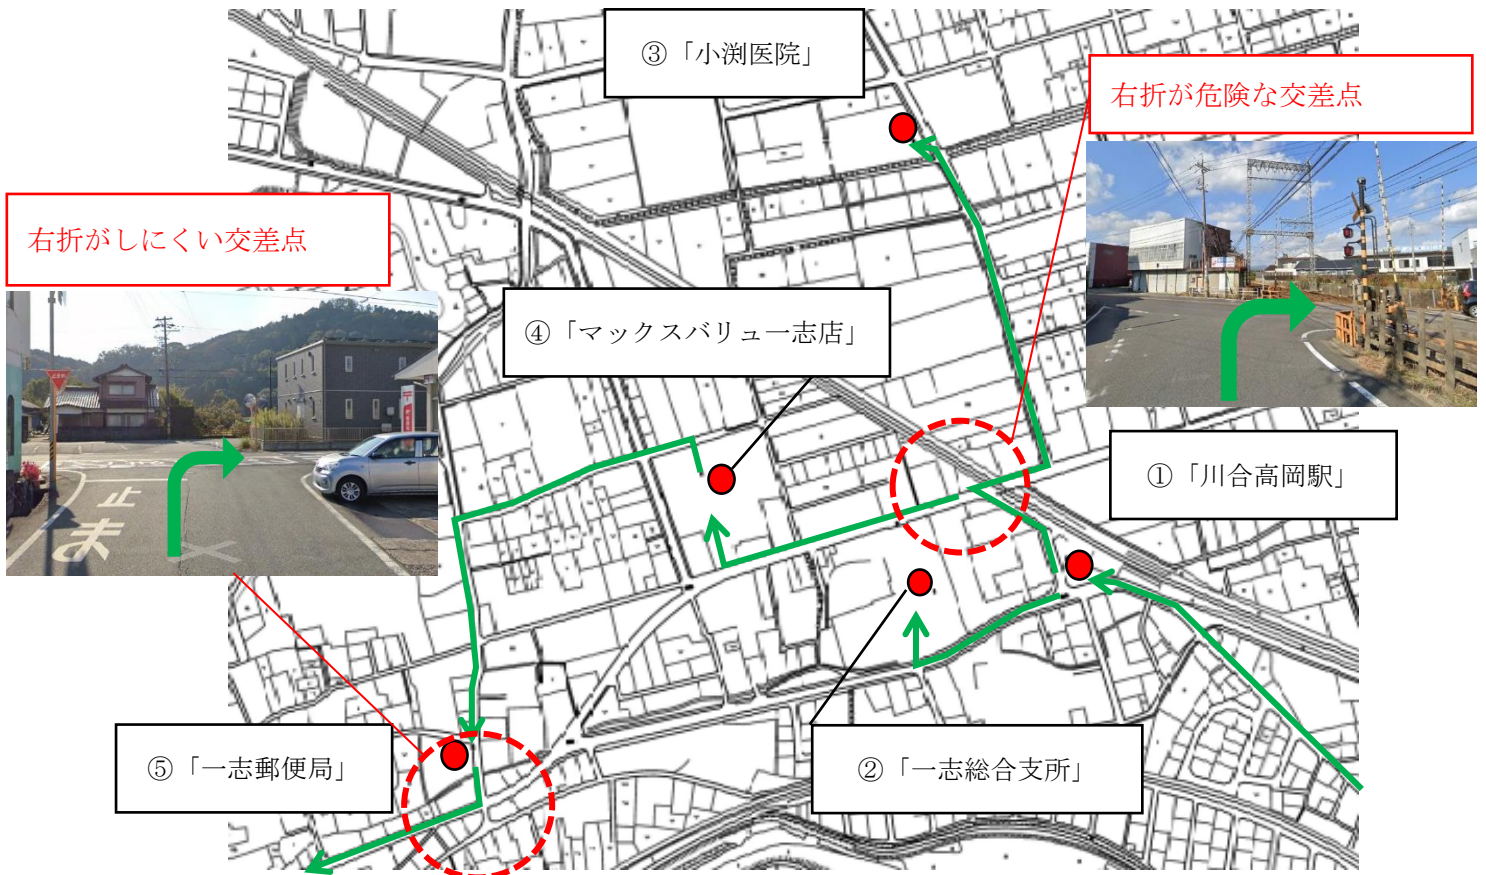 ③「小渕医院」
右折が危険な交差点
右折がしにくい交差点
④「マックスバリュー志店」
①「川合高岡駅」
止
ま
⑤「一志郵便局」
②「一志総合支所」